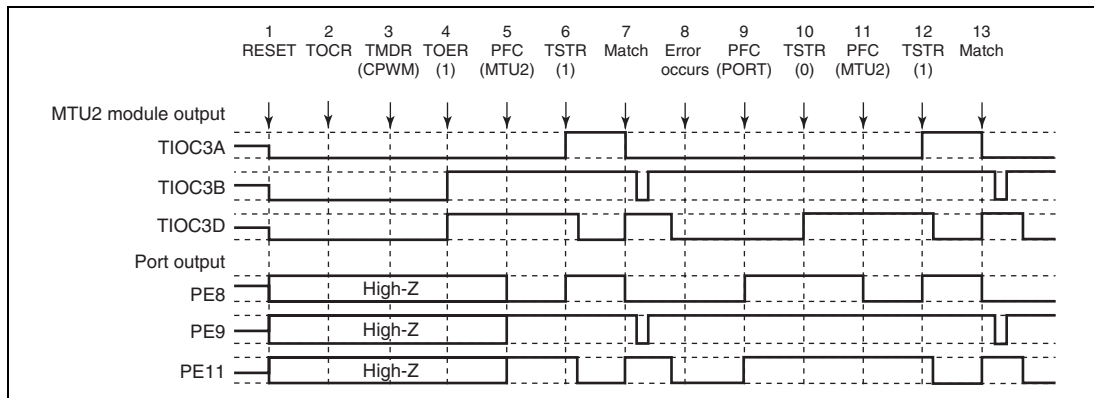 1 2 3 4 5 6 7 8 9 10 11 12 13
RESET TOCR TMDR TOER PFC TSTR Match Error PFC TSTR PFC TSTR Match
(CPWM) (1) (MTU2) (1) occurs (PORT) (0) (MTU2) (1)
MTU2 module output
TIOC3A
TIOC3B
TIOC3D
Port output
PE8 High-Z
PE9 High-Z
PE11 High-Z